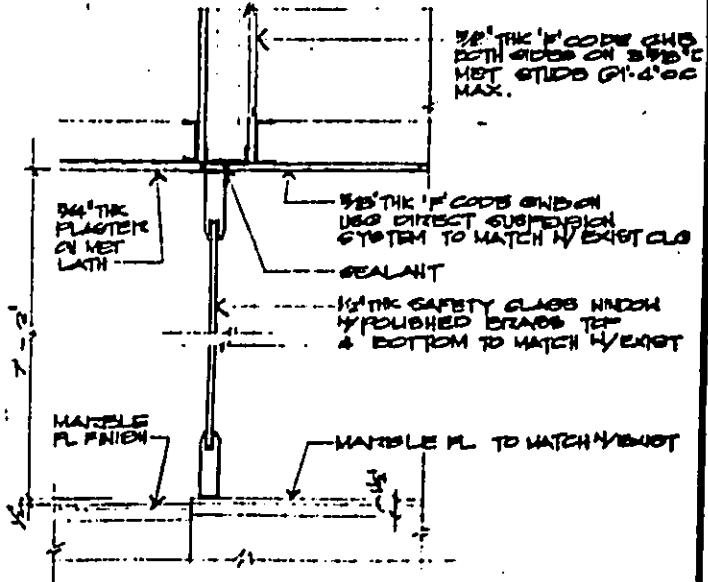 5/8" THK 'F' CODE GWB
BOTH SIDES ON 3 5/8"
MET STUDS @1'-4" OC
MAX.
THK
PLASTER
ON MET
LATH
5/8" THK 'F' CODE GWB ON
USG DIRECT SUSPENSION
SYSTEM TO MATCH W/ EXIST CLG
SEALANT
1/2" THK SAFETY GLASS WINDOW
W/ POLISHED BRASS TOP
& BOTTOM TO MATCH W/ EXIST
7'-2"
MARBLE
FL FINISH
MARBLE FL TO MATCH W/ EXIST